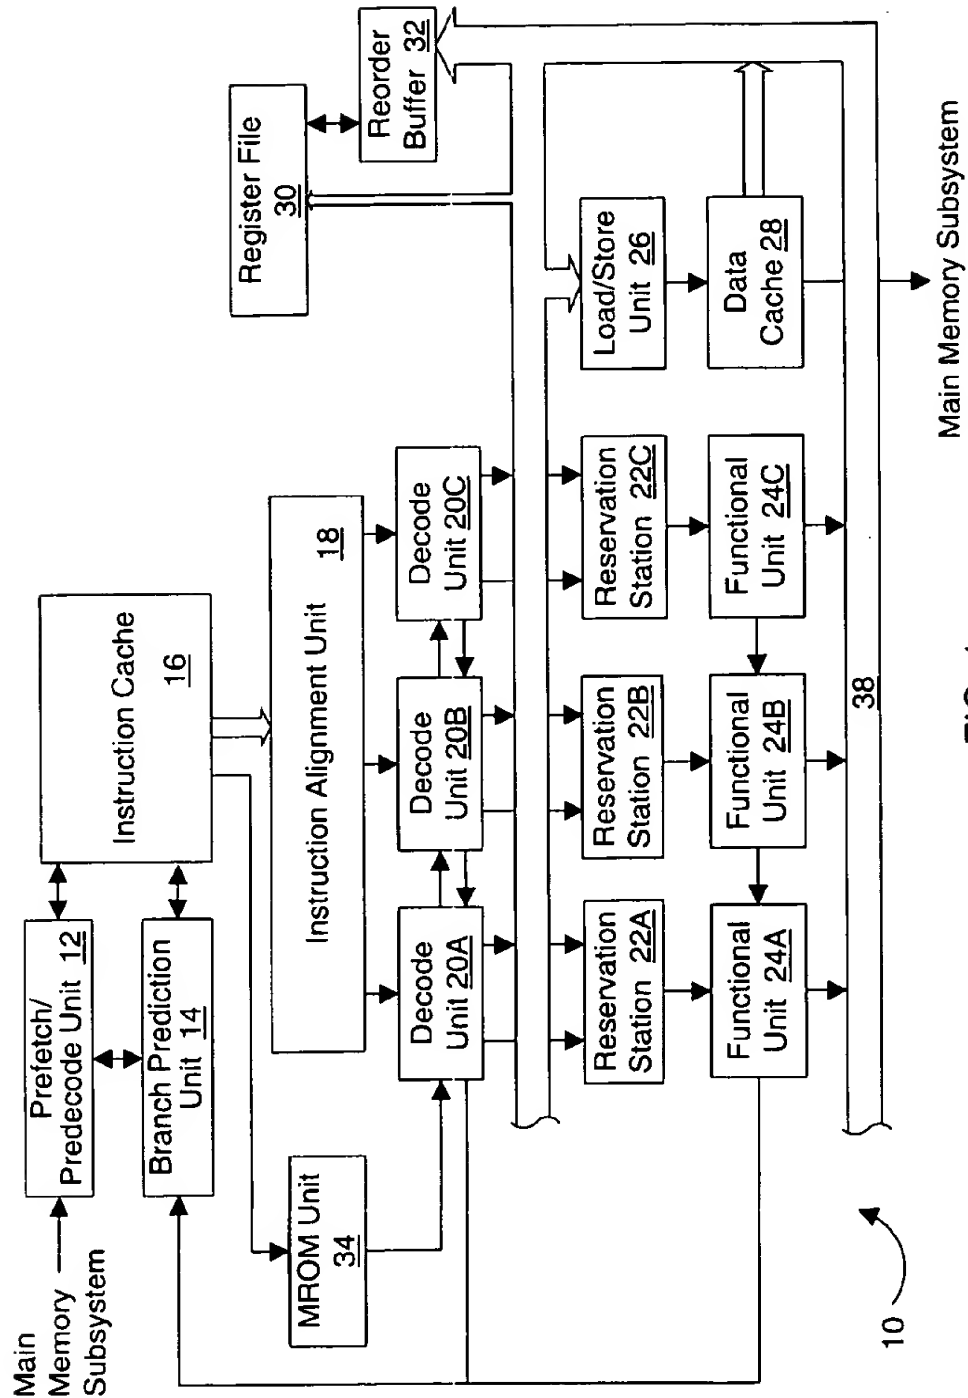 Main
Memory
Subsystem
Prefetch/
Predecode Unit 12
Branch Prediction
Unit 14
Instruction Cache
16
MROM Unit
34
Instruction Alignment Unit
18
Decode
Unit 20A
Decode
Unit 20B
Decode
Unit 20C
Register File
30
Reorder
Buffer 32
Reservation
Station 22A
Reservation
Station 22B
Reservation
Station 22C
Load/Store
Unit 26
Functional
Unit 24A
Functional
Unit 24B
Functional
Unit 24C
Data
Cache 28
38
Main Memory Subsystem
10